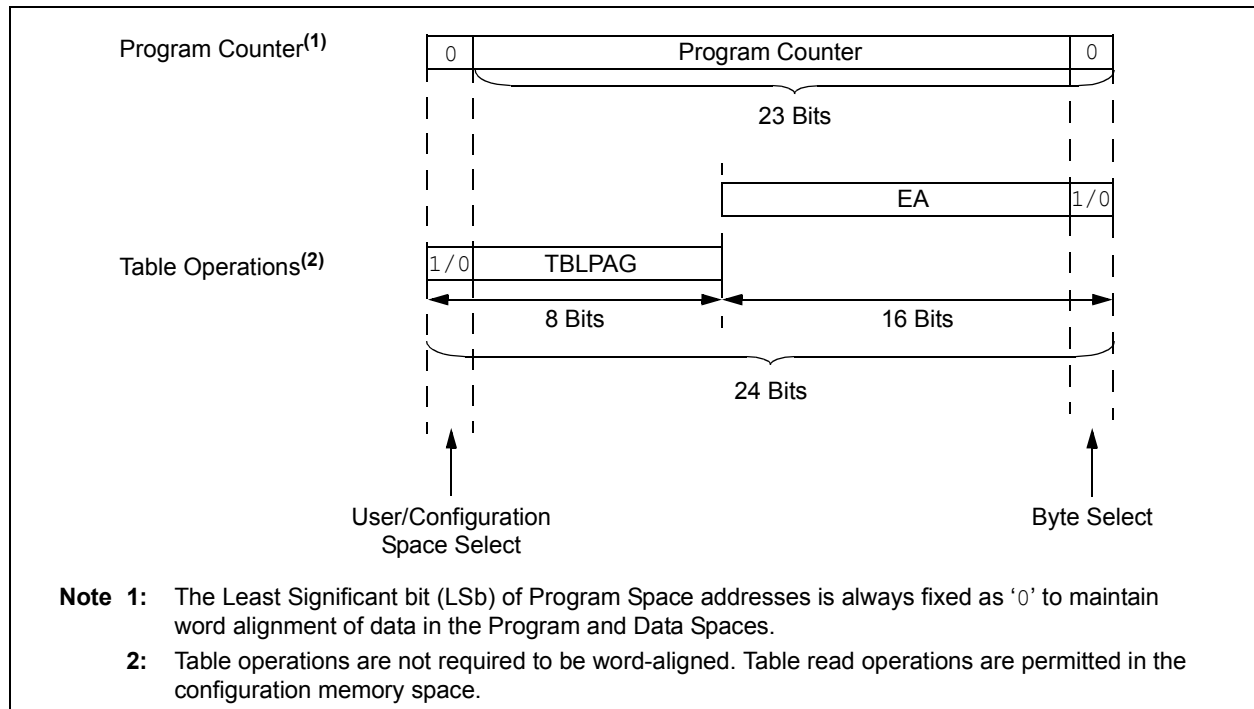 Program Counter(1)
0 Program Counter 0
23 Bits
EA 1/0
Table Operations(2)
1/0 TBLPAG
8 Bits 16 Bits
24 Bits
User/Configuration
Space Select
Byte Select
Note 1: The Least Significant bit (LSb) of Program Space addresses is always fixed as ‘0’ to maintain
word alignment of data in the Program and Data Spaces.
2: Table operations are not required to be word-aligned. Table read operations are permitted in the
configuration memory space.